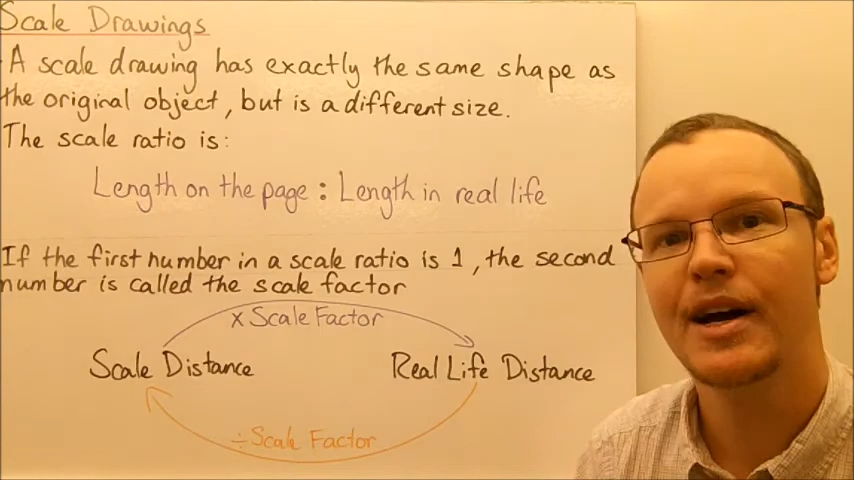 Scale Drawings
A scale drawing has exactly the same shape as
the original object, but is a different size.
The scale ratio is:
Length on the page : Length in real life
If the first number in a scale ratio is 1, the second
number is called the scale factor
x Scale Factor
Scale Distance Real Life Distance
÷ Scale Factor